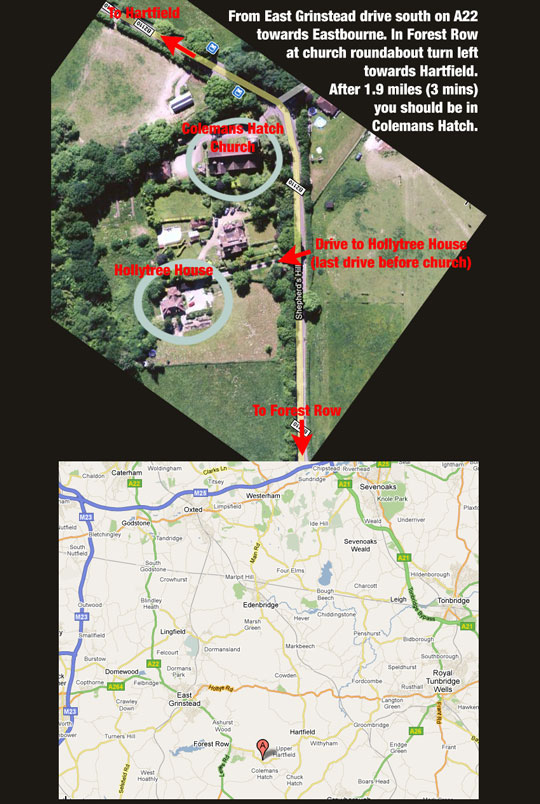 To Hartfield
From East Grinstead drive south on A22
towards Eastbourne. In Forest Row
at church roundabout turn left
towards Hartfield.
After 1.9 miles (3 mins)
you should be in
Colemans Hatch.
B2110
Colemans Hatch
Church
B2110
Drive to Hollytree House
(last drive before church)
Hollytree House
Shepherd's Hill
To Forest Row
Woldingham
Clarks Ln
Chipstead
Riverhead
A25
Seal
Ightham
Chaldon
Caterham
Titsey
Sundridge
A21
Sevenoaks
A22
M25
Westerham
Knole Park
Plaxtol
M23
Oxted
Limpsfield
Godstone
Nutfield
Bletchingley
Tandridge
Ide Hill
Weald
Underriver
South Nutfield
Main Rd
Sevenoaks Weald
A21
South Godstone
Crowhurst
Marlpit Hill
Four Elms
Charcott
Hildenborough
Outwood
Blindley Heath
Bough Beech
Leigh
Tonbridge Bypass
Tonbridge
Edenbridge
Hever
Chiddingstone
A21
M23
Smallfield
Lingfield
Marsh Green
Penshurst
Bidborough
Southborough
Felcourt
Dormansland
Markbeech
Burstow
Dormans Park
Speldhurst
Rusthall
Domewood
A22
Cowden
Fordcombe
Royal Tunbridge Wells
Copthorne
A264
Felbridge
Holtye Rd
Langton Green
M23
Crawley Down
East Grinstead
Groombridge
Ashurst Wood
Hartfield
Turners Hill
Forest Row
A
Upper Hartfield
Withyham
Eridge Green
West Hoathly
Colemans Hatch
Chuck Hatch
Boars Head